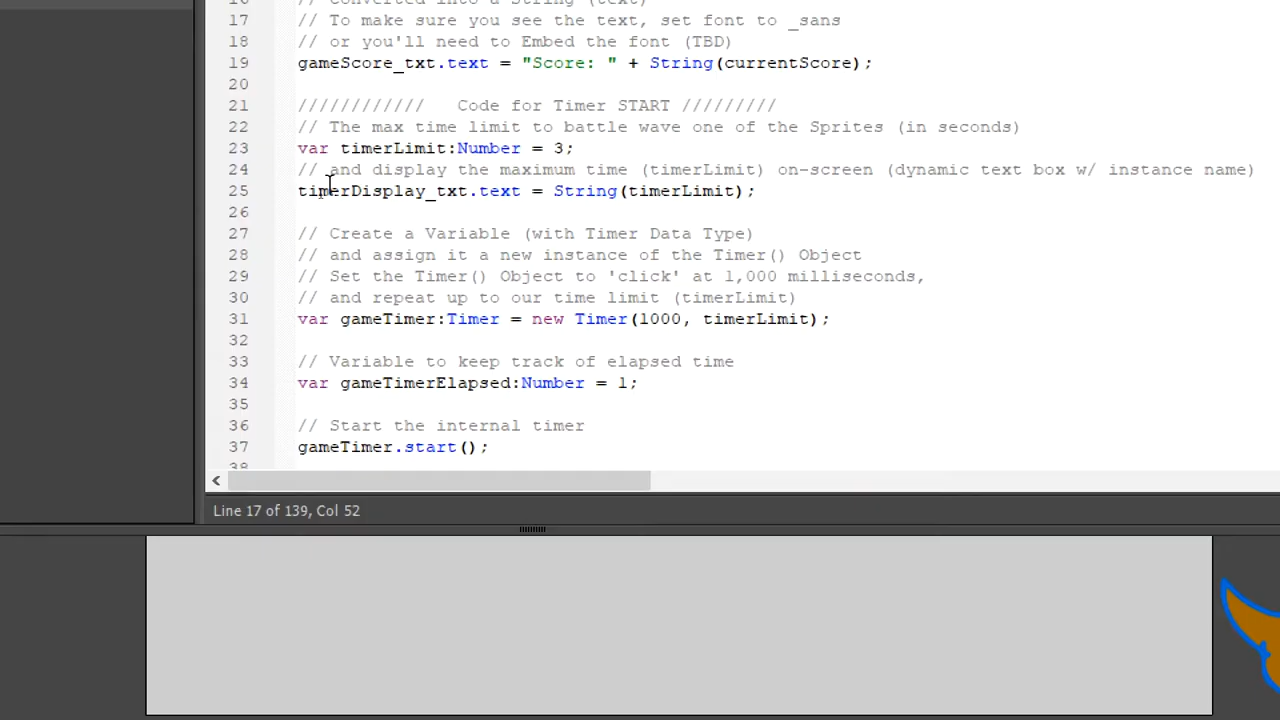 16 // Converted into a String (text)
17 // To make sure you see the text, set font to _sans
18 // or you'll need to Embed the font (TBD)
19 gameScore_txt.text = "Score: " + String(currentScore);
20
21 ////////////   Code for Timer START /////////
22 // The max time limit to battle wave one of the Sprites (in seconds)
23 var timerLimit:Number = 3;
24 // and display the maximum time (timerLimit) on-screen (dynamic text box w/ instance name)
25 timerDisplay_txt.text = String(timerLimit);
26
27 // Create a Variable (with Timer Data Type)
28 // and assign it a new instance of the Timer() Object
29 // Set the Timer() Object to 'click' at 1,000 milliseconds,
30 // and repeat up to our time limit (timerLimit)
31 var gameTimer:Timer = new Timer(1000, timerLimit);
32
33 // Variable to keep track of elapsed time
34 var gameTimerElapsed:Number = 1;
35
36 // Start the internal timer
37 gameTimer.start();
38
Line 17 of 139, Col 52